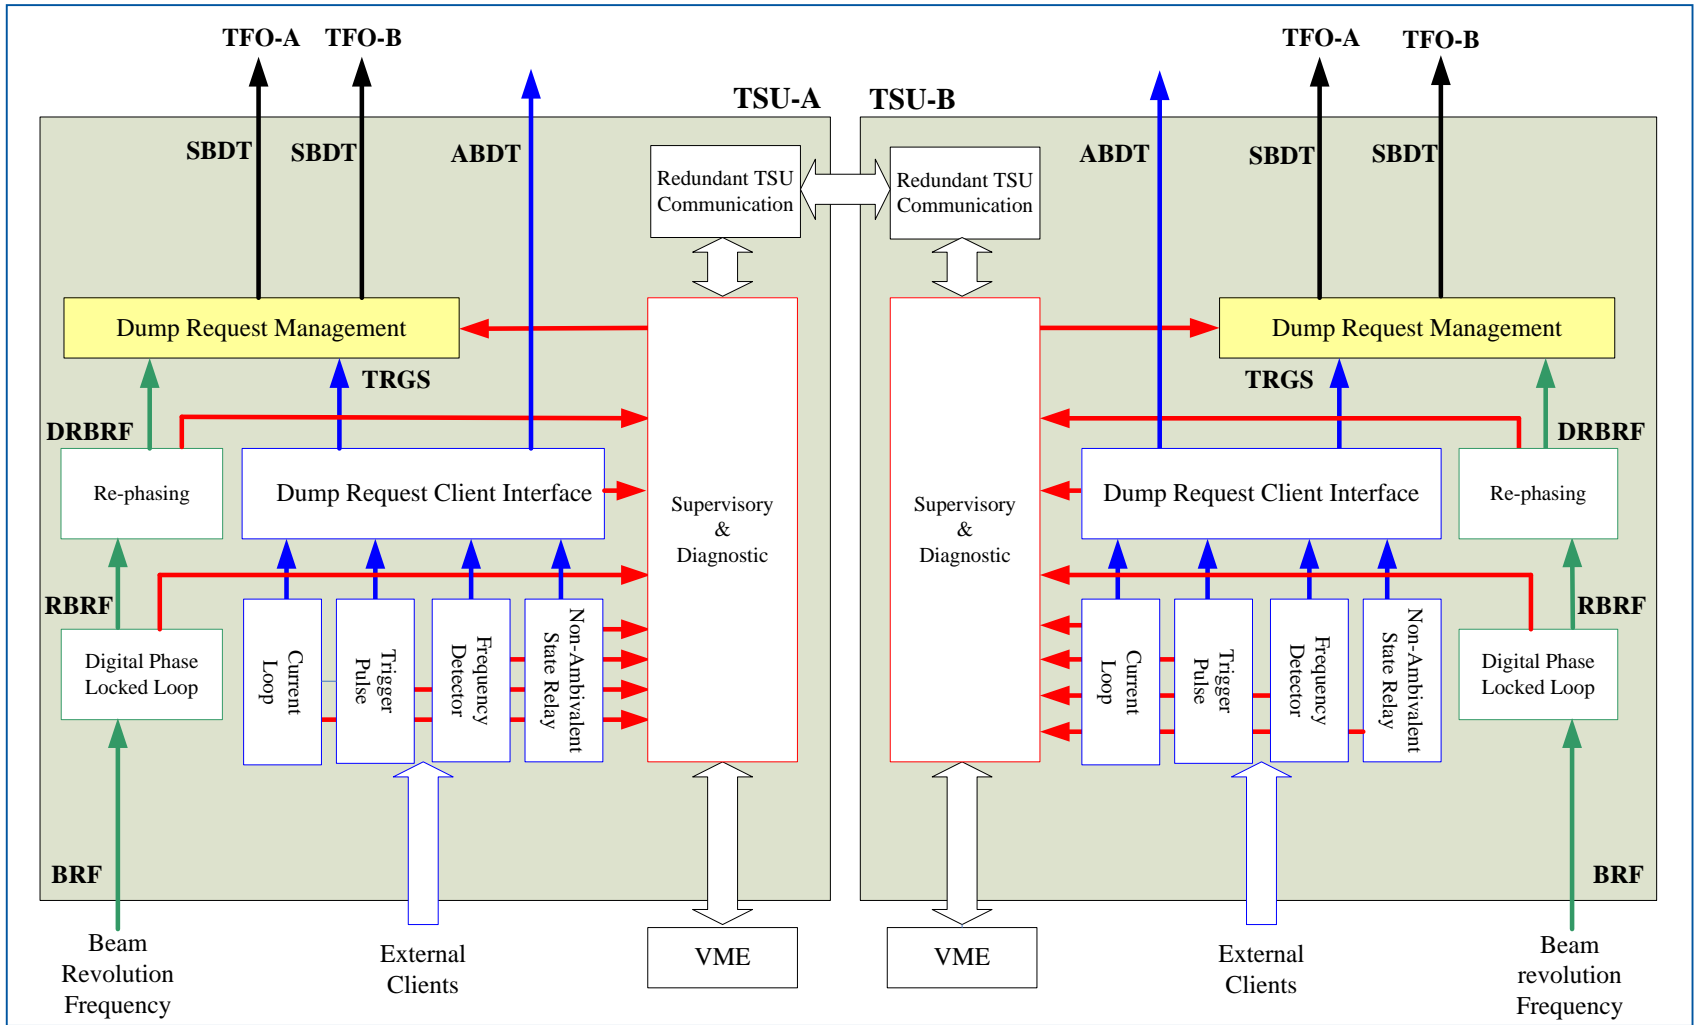 TFO-A
TFO-B
TFO-A
TFO-B
TSU-A
TSU-B
SBDT
SBDT
ABDT
ABDT
SBDT
SBDT
Redundant TSU
Communication
Redundant TSU
Communication
Dump Request Management
Dump Request Management
TRGS
TRGS
DRBRF
DRBRF
Re-phasing
Dump Request Client Interface
Supervisory
&
Diagnostic
Supervisory
&
Diagnostic
Dump Request Client Interface
Re-phasing
RBRF
RBRF
Digital Phase
Locked Loop
Current
Loop
Trigger
Pulse
Frequency
Detector
Non-Ambivalent
State Relay
Current
Loop
Trigger
Pulse
Frequency
Detector
Non-Ambivalent
State Relay
Digital Phase
Locked Loop
BRF
BRF
Beam
Revolution
Frequency
External
Clients
VME
VME
External
Clients
Beam
revolution
Frequency